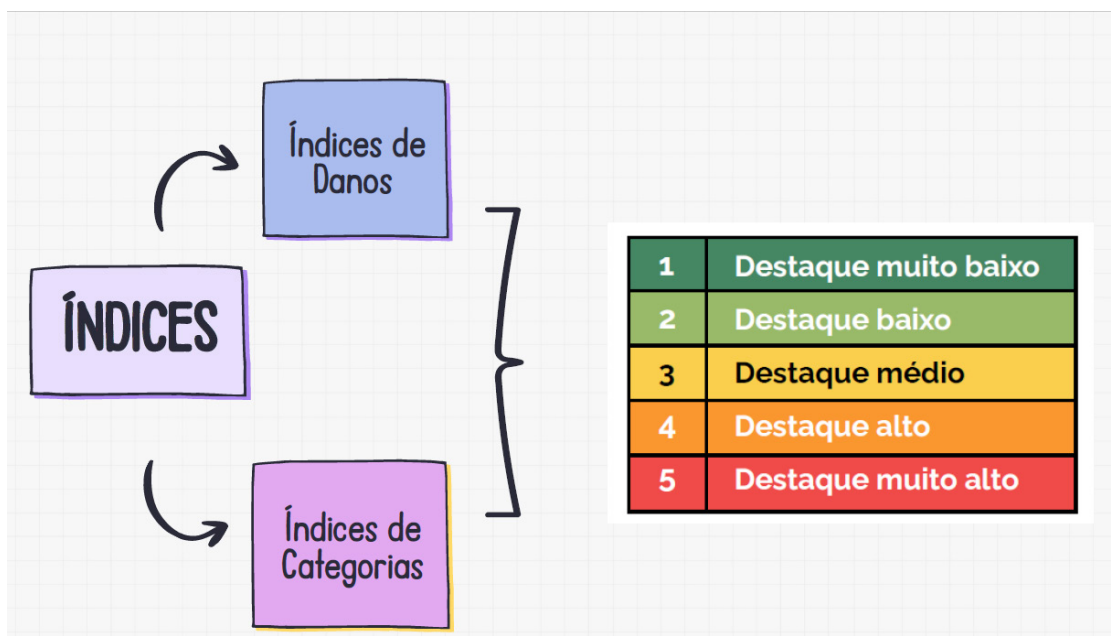 Índices de
Danos
ÍNDICES
Índices de
Categorias
1 Destaque muito baixo
2 Destaque baixo
3 Destaque médio
4 Destaque alto
5 Destaque muito alto